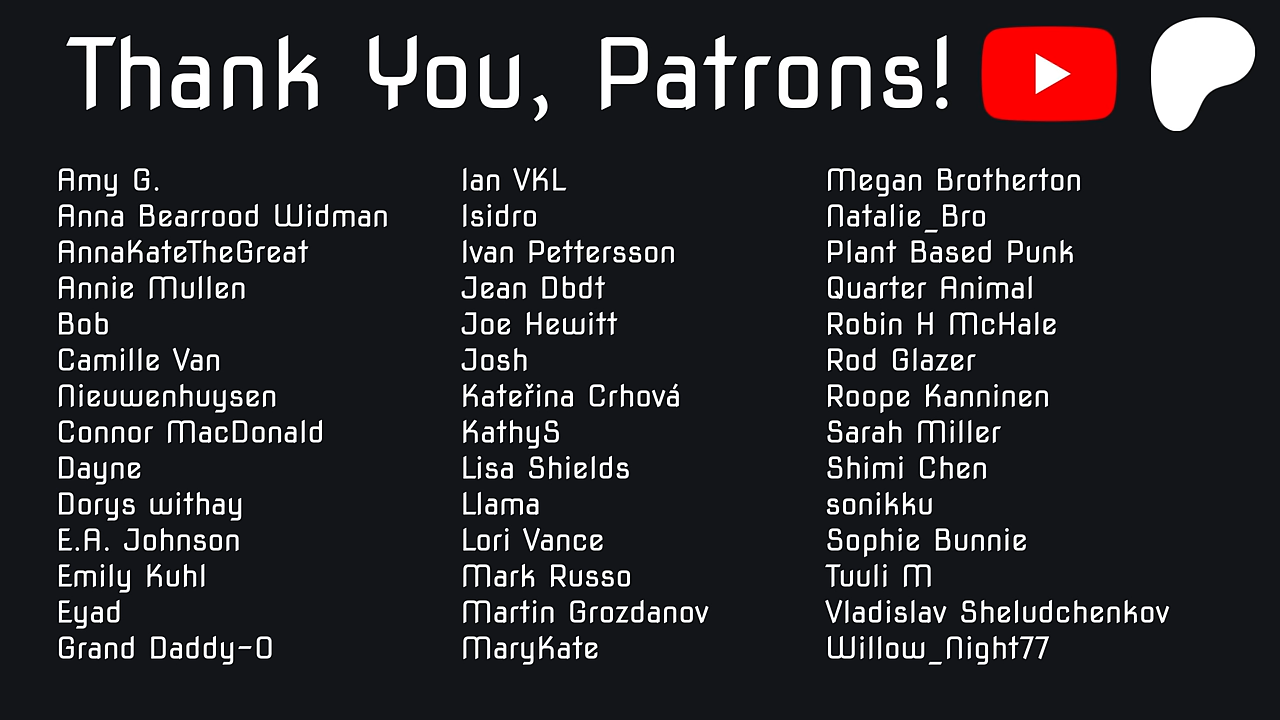 Thank You, Patrons!
Amy G.
Anna Bearrood Widman
AnnaKateTheGreat
Annie Mullen
Bob
Camille Van
Nieuwenhuysen
Connor MacDonald
Dayne
Dorys withay
E.A. Johnson
Emily Kuhl
Eyad
Grand Daddy-O
Ian VKL
Isidro
Ivan Pettersson
Jean Dbdt
Joe Hewitt
Josh
Kateřina Crhová
KathyS
Lisa Shields
Llama
Lori Vance
Mark Russo
Martin Grozdanov
MaryKate
Megan Brotherton
Natalie_Bro
Plant Based Punk
Quarter Animal
Robin H McHale
Rod Glazer
Roope Kanninen
Sarah Miller
Shimi Chen
sonikku
Sophie Bunnie
Tuuli M
Vladislav Sheludchenkov
Willow_Night77